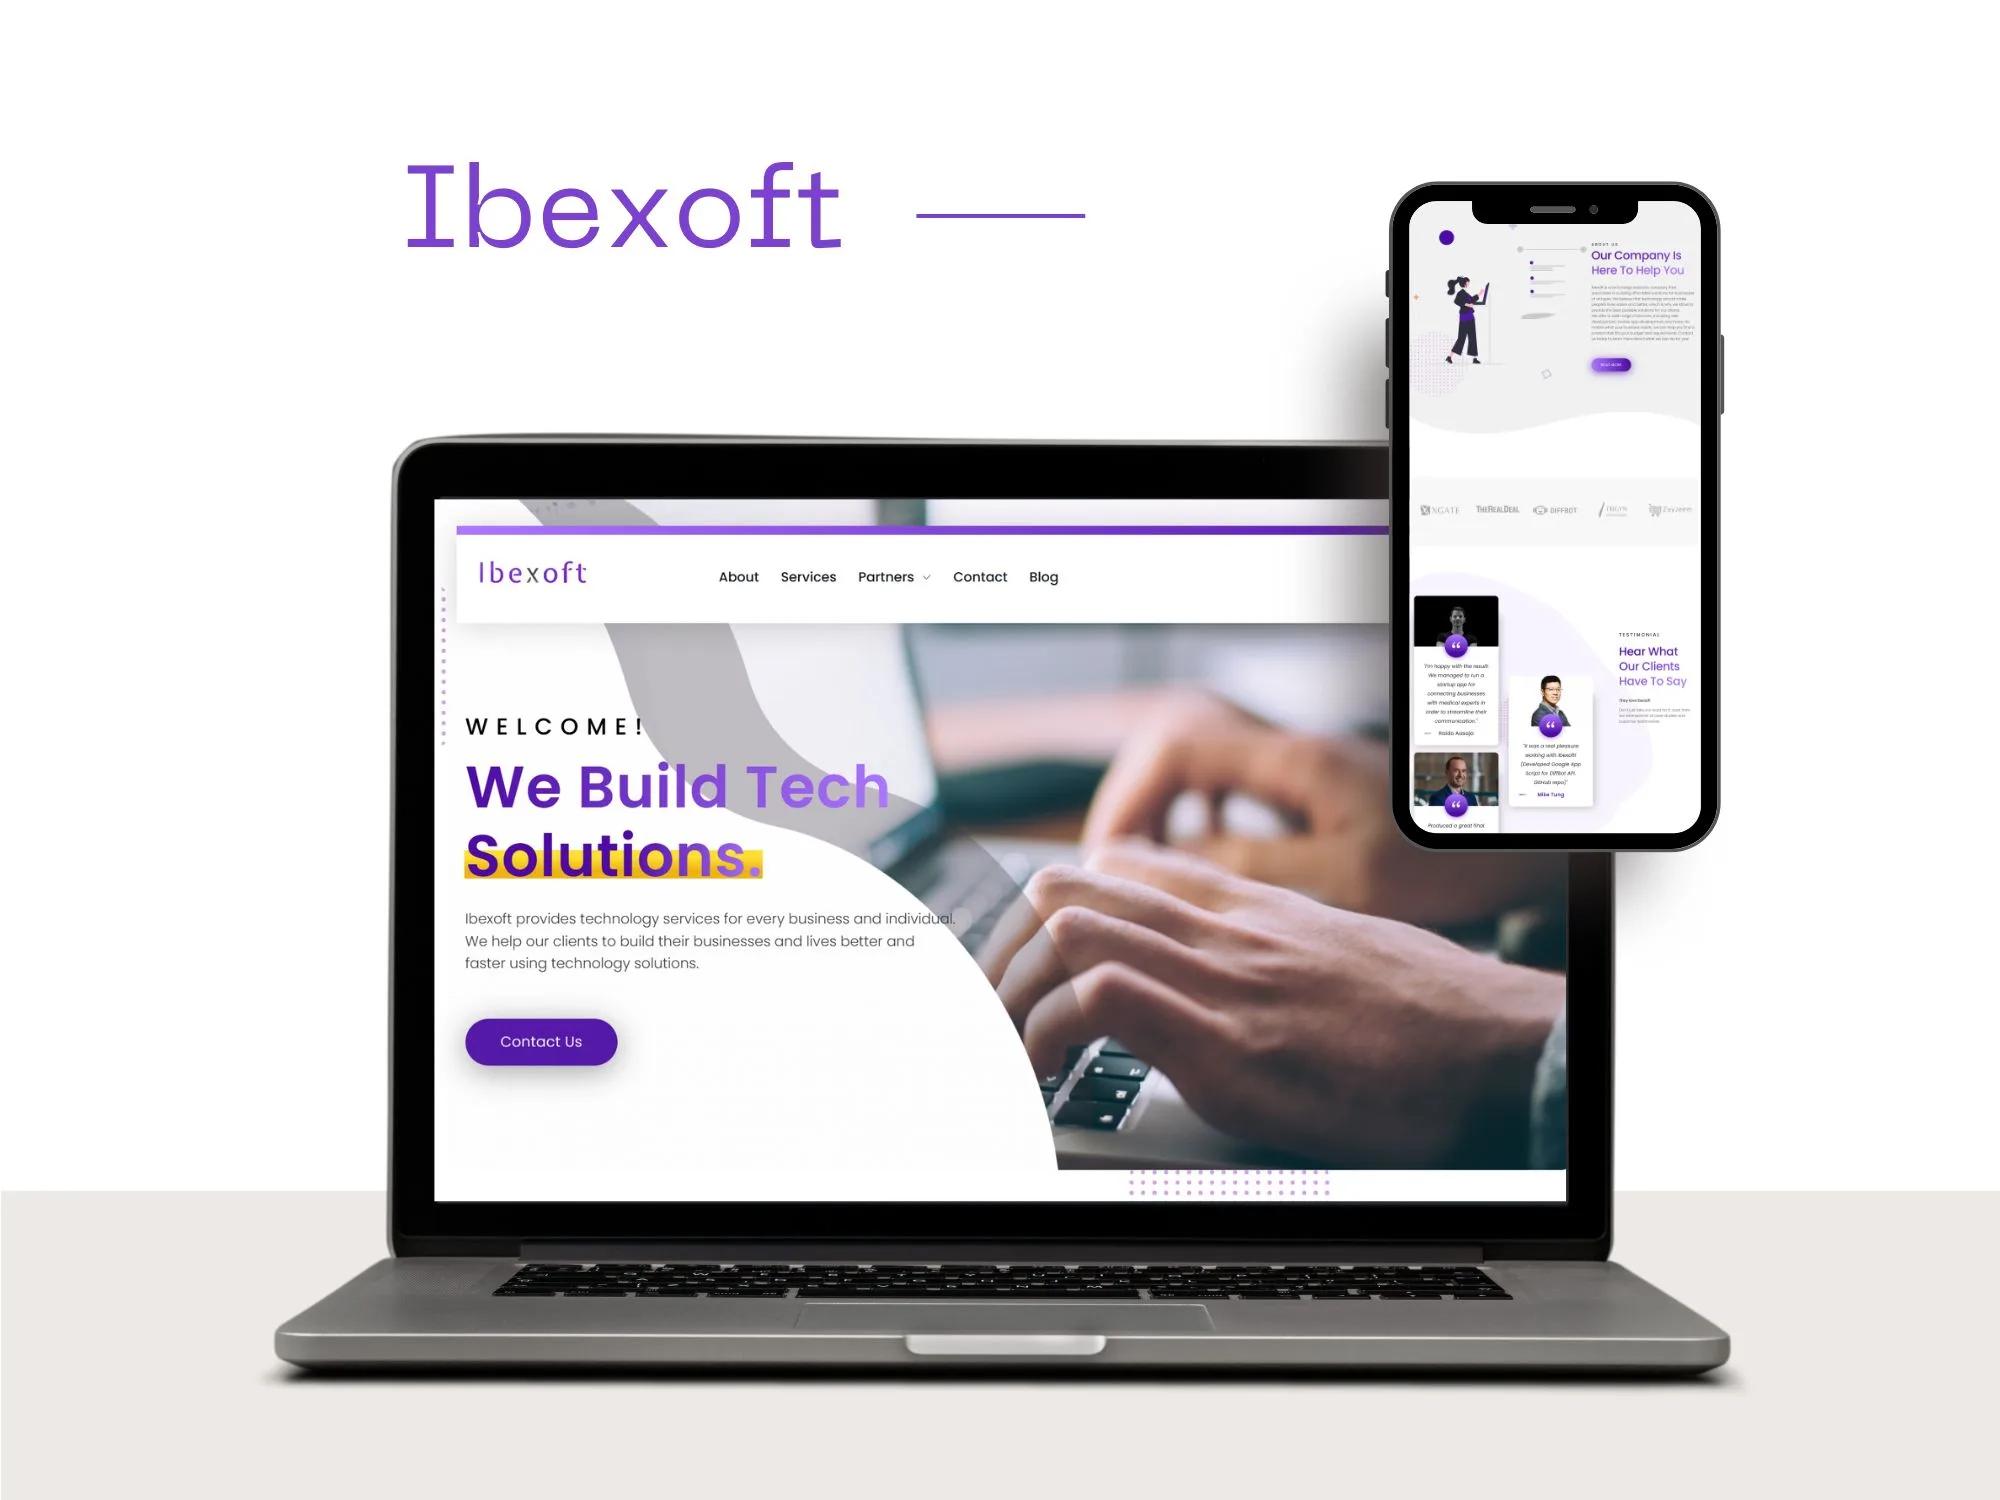 Ibexoft
Ibexoft
About Services Partners Contact Blog
WELCOME!
We Build Tech
Solutions.
Ibexoft provides technology services for every business and individual.
We help our clients to build their businesses and lives better and
faster using technology solutions.
Contact Us
ABOUT US
Our Company Is
Here To Help You
READ MORE
NGATE THEREALDEAL DIFFBOT
"I'm happy with the result!
We managed to run a
startup app for
connecting businesses
with medical experts in
order to streamline their
communication."
TESTIMONIAL
Hear What
Our Clients
Have To Say
"It was a real pleasure
working with Ibexoft!
(Developed Google App
Script for Diffbot API.
GitHub repo)"
Mike Tung
Produced a great final